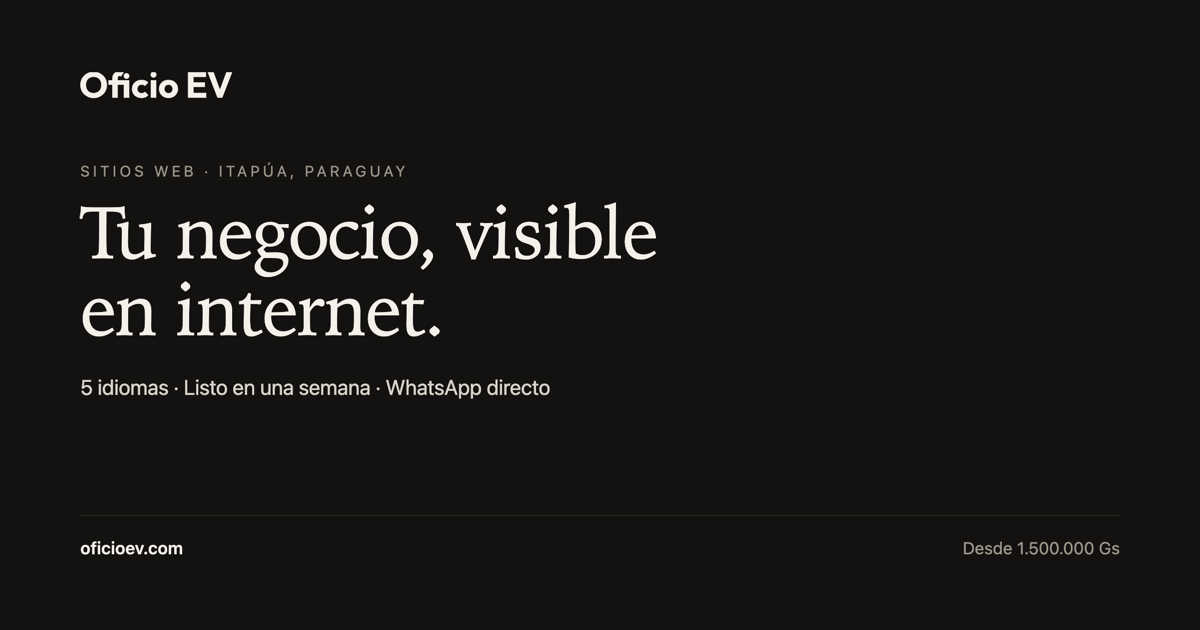 Oficio EV
SITIOS WEB · ITAPÚA, PARAGUAY
Tu negocio, visible
en internet.
5 idiomas · Listo en una semana · WhatsApp directo
oficioev.com
Desde 1.500.000 Gs